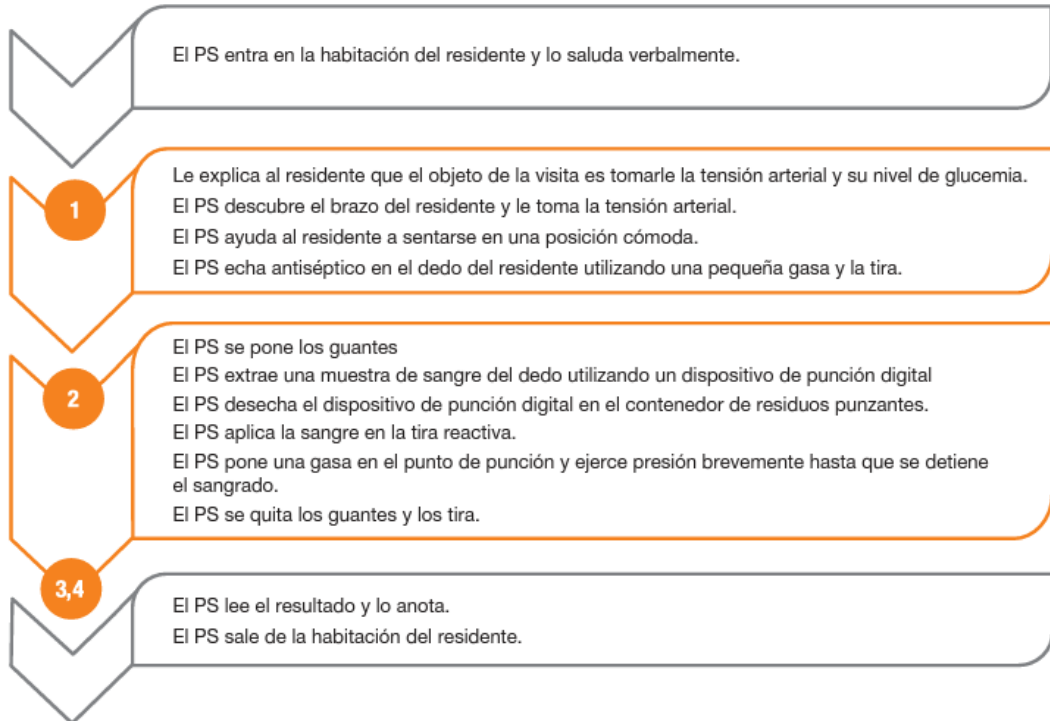 El PS entra en la habitación del residente y lo saluda verbalmente.
1
Le explica al residente que el objeto de la visita es tomarle la tensión arterial y su nivel de glucemia.
El PS descubre el brazo del residente y le toma la tensión arterial.
El PS ayuda al residente a sentarse en una posición cómoda.
El PS echa antiséptico en el dedo del residente utilizando una pequeña gasa y la tira.
2
El PS se pone los guantes
El PS extrae una muestra de sangre del dedo utilizando un dispositivo de punción digital
El PS desecha el dispositivo de punción digital en el contenedor de residuos punzantes.
El PS aplica la sangre en la tira reactiva.
El PS pone una gasa en el punto de punción y ejerce presión brevemente hasta que se detiene
el sangrado.
El PS se quita los guantes y los tira.
3,4
El PS lee el resultado y lo anota.
El PS sale de la habitación del residente.